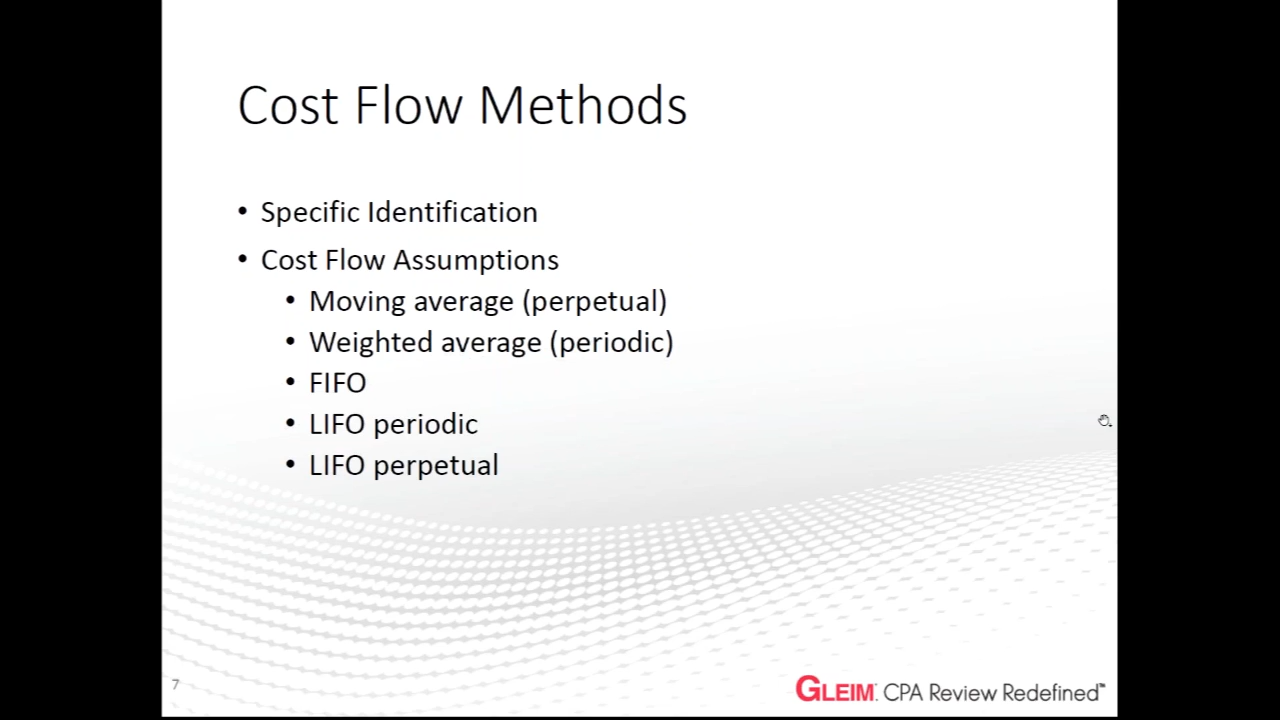 Cost Flow Methods
• Specific Identification
• Cost Flow Assumptions
• Moving average (perpetual)
• Weighted average (periodic)
• FIFO
• LIFO periodic
• LIFO perpetual
7
GLEIM. CPA Review Redefined™